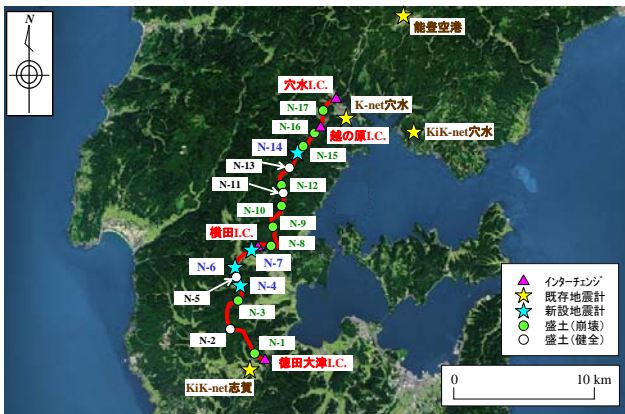 N
能登空港
穴水I.C.
K-net穴水
N-17
N-16
越の原I.C.
KiK-net穴水
N-14
N-15
N-13
N-12
N-11
N-10
N-9
横田I.C.
N-8
N-7
N-6
N-4
N-5
N-3
N-2
N-1
徳田大津I.C.
KiK-net志賀
インターチェンジ
既存地震計
新設地震計
盛土(崩壊)
盛土(健全)
0 10 km